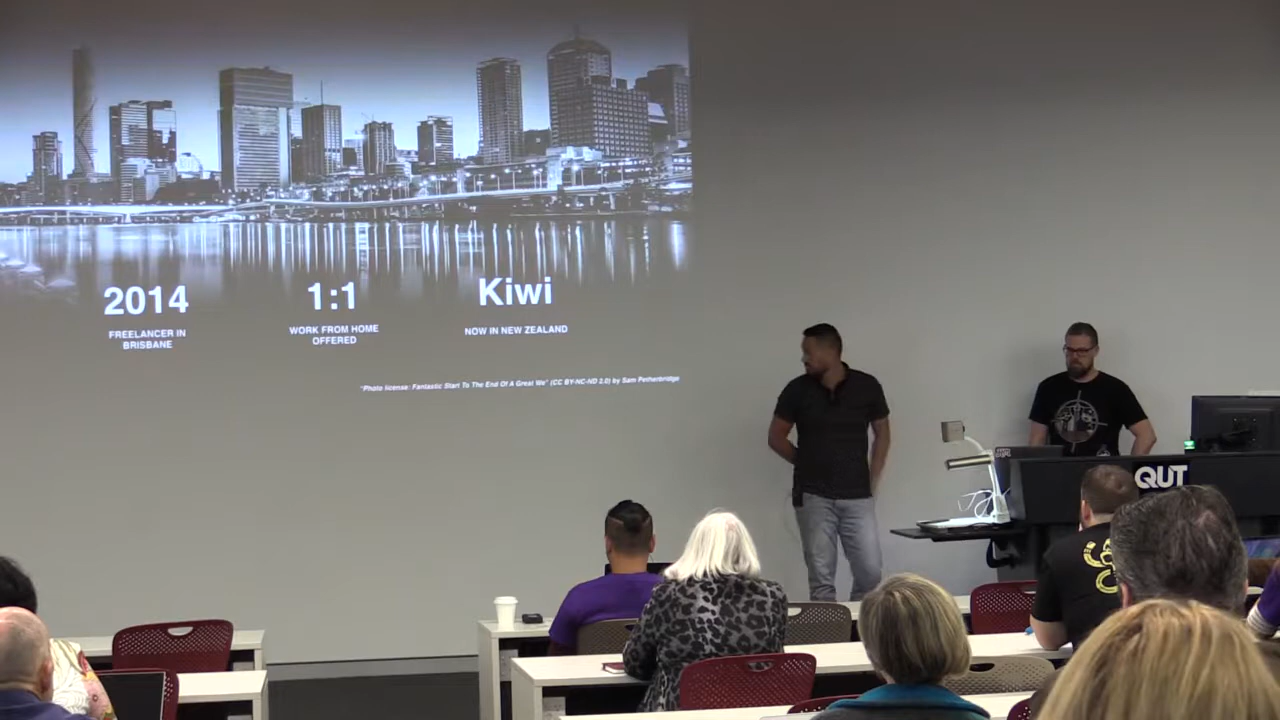 2014
FREELANCER IN
BRISBANE
1:1
WORK FROM HOME
OFFERED
Kiwi
NOW IN NEW ZEALAND
"Photo license: Fantastic Start To The End Of A Great We" (CC BY-NC-ND 2.0) by Sam Petherbridge
QUT